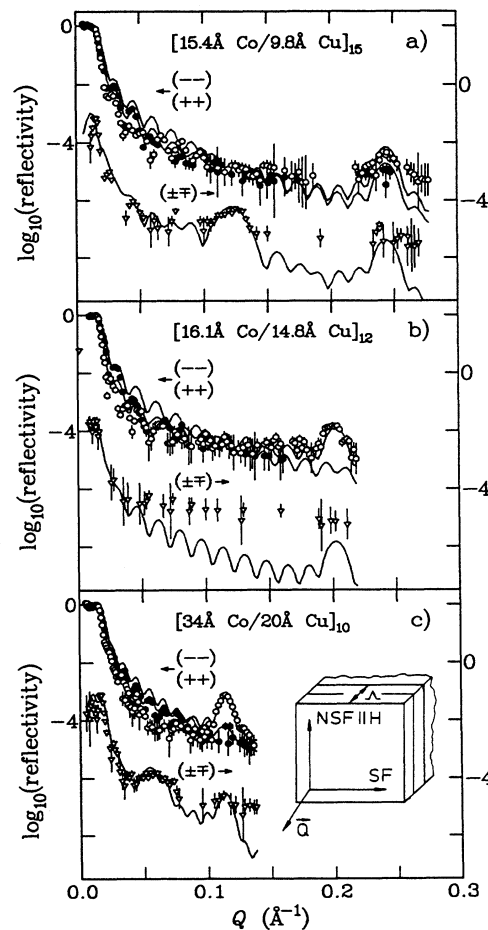 [15.4Å Co/9.8Å Cu]₁₅ a)
(−−)
(++)
(±∓)
0
−4
0
−4
log₁₀(reflectivity)
[16.1Å Co/14.8Å Cu]₁₂ b)
(−−)
(++)
(±∓)
0
−4
0
−4
log₁₀(reflectivity)
[34Å Co/20Å Cu]₁₀ c)
(−−)
(++)
(±∓)
0
−4
0
−4
log₁₀(reflectivity)
Λ
NSF||H
SF
Q
0.0 0.1 0.2 0.3
Q (Å⁻¹)